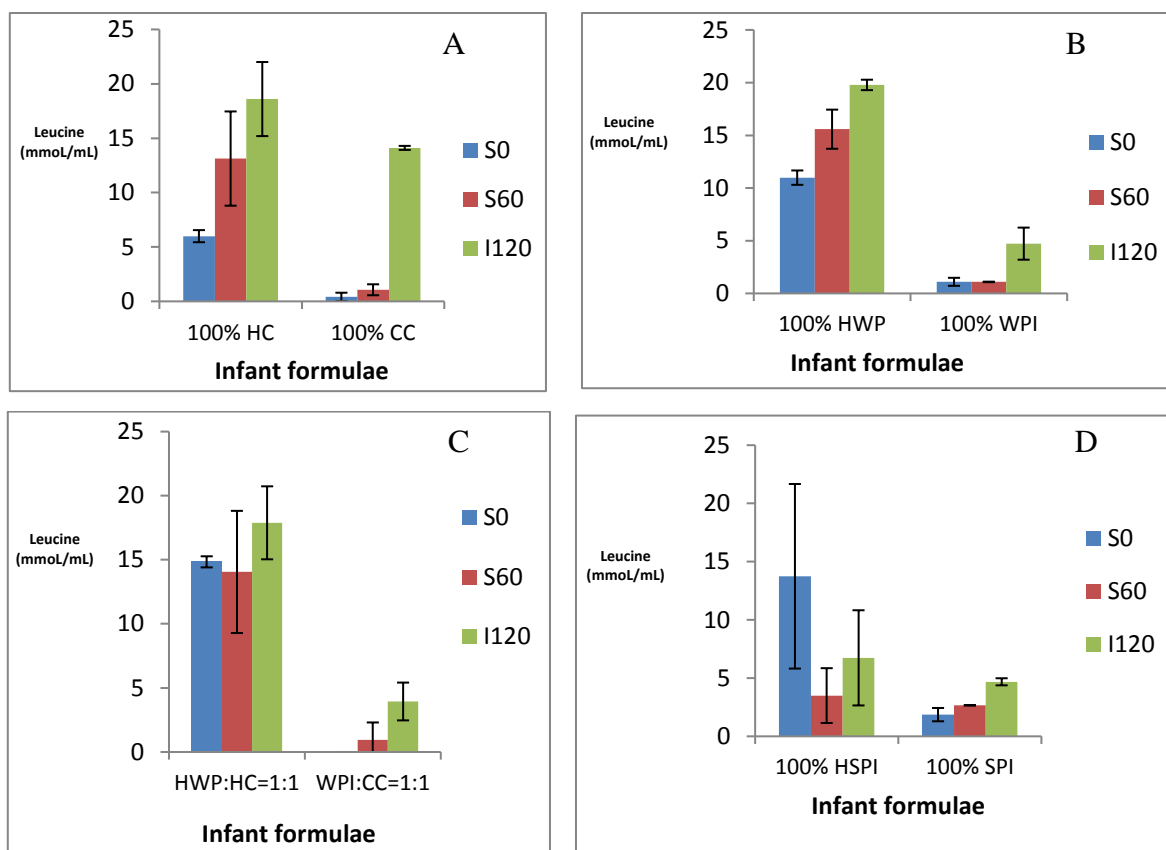 A
25
20
15
10
5
0
Leucine
(mmoL/mL)
S0
S60
I120
100% HC 100% CC
Infant formulae
B
25
20
15
10
5
0
Leucine
(mmoL/mL)
S0
S60
I120
100% HWP 100% WPI
Infant formulae
C
25
20
15
10
5
0
Leucine
(mmoL/mL)
S0
S60
I120
HWP:HC=1:1 WPI:CC=1:1
Infant formulae
D
25
20
15
10
5
0
Leucine
(mmoL/mL)
S0
S60
I120
100% HSPI 100% SPI
Infant formulae